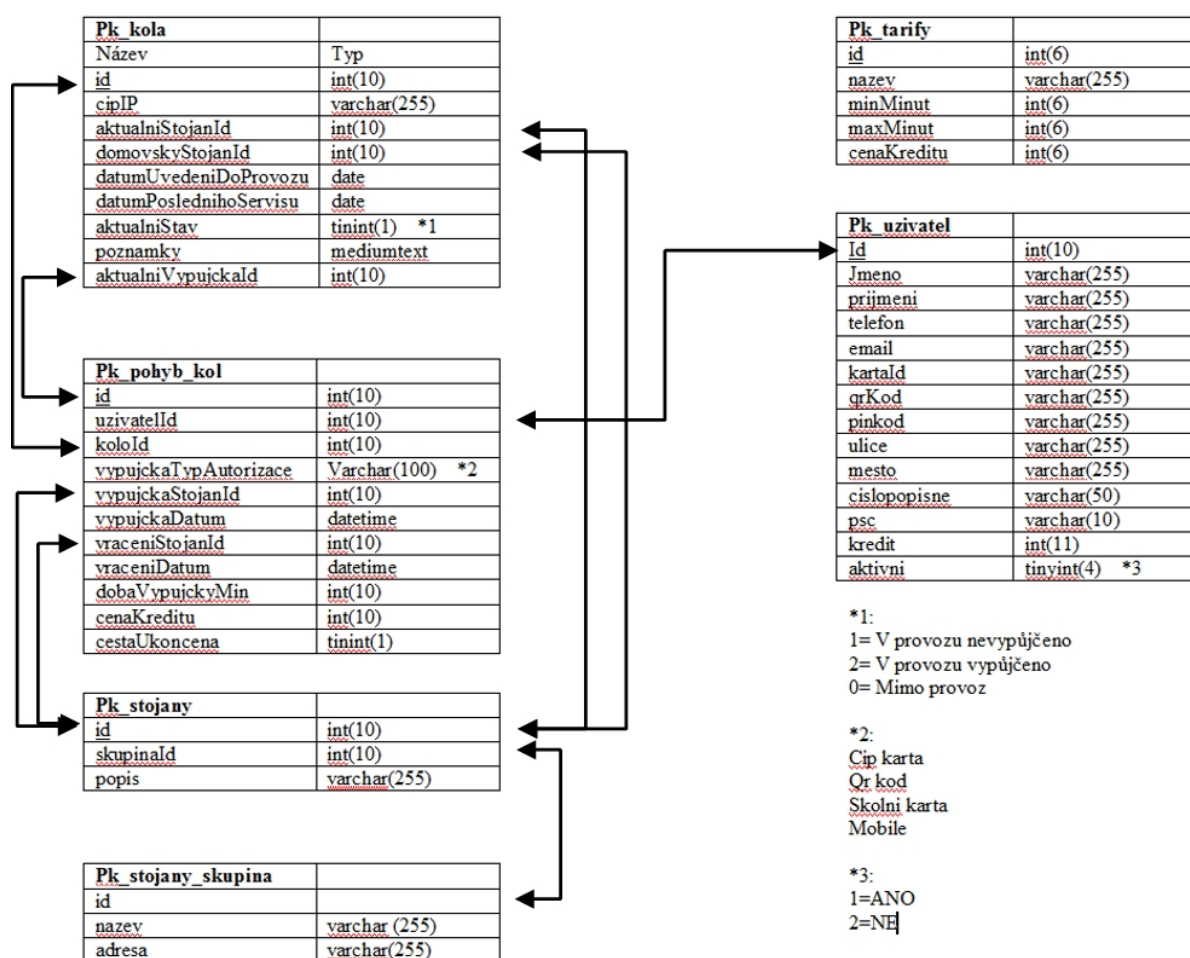 Pk_kola
Název Typ
id int(10)
cipIP varchar(255)
aktualniStojanId int(10)
domovskyStojanId int(10)
datumUvedeniDoProvozu date
datumPoslednihoServisu date
aktualniStav tinint(1) *1
poznamky mediumtext
aktualniVypujckaId int(10)
Pk_pohyb_kol
id int(10)
uzivatelId int(10)
koloId int(10)
vypujckaTypAutorizace Varchar(100) *2
vypujckaStojanId int(10)
vypujckaDatum datetime
vraceniStojanId int(10)
vraceniDatum datetime
dobaVypujckyMin int(10)
cenaKreditu int(10)
cestaUkoncena tinint(1)
Pk_stojany
id int(10)
skupinaId int(10)
popis varchar(255)
Pk_stojany_skupina
id
nazev varchar (255)
adresa varchar(255)
Pk_tarify
id int(6)
nazev varchar(255)
minMinut int(6)
maxMinut int(6)
cenaKreditu int(6)
Pk_uzivatel
Id int(10)
Jmeno varchar(255)
prijmeni varchar(255)
telefon varchar(255)
email varchar(255)
kartaId varchar(255)
qrKod varchar(255)
pinkod varchar(255)
ulice varchar(255)
mesto varchar(255)
cislopopisne varchar(50)
psc varchar(10)
kredit int(11)
aktivni tinyint(4) *3
*1:
1= V provozu nevypůjčeno
2= V provozu vypůjčeno
0= Mimo provoz
*2:
Cip karta
Qr kod
Skolni karta
Mobile
*3:
1=ANO
2=NE